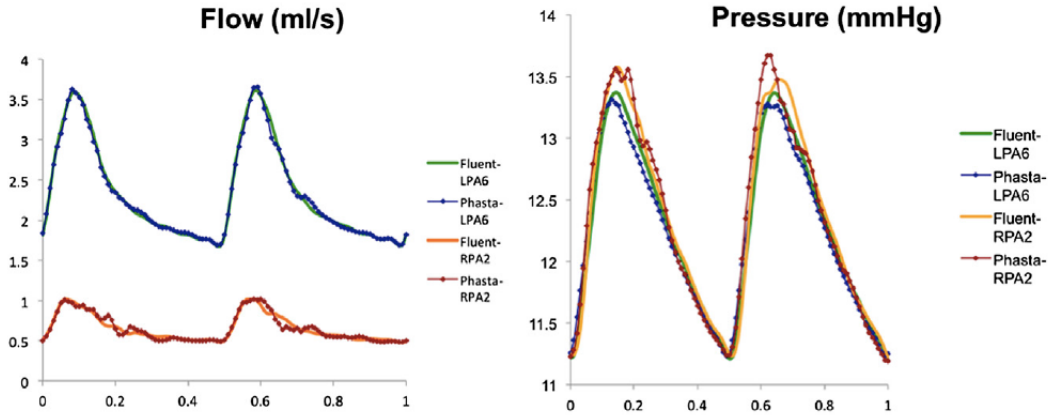 Flow (ml/s)
4
3.5
3
2.5
2
1.5
1
0.5
0
0 0.2 0.4 0.6 0.8 1
Fluent-
LPA6
Phasta-
LPA6
Fluent-
RPA2
Phasta-
RPA2
Pressure (mmHg)
14
13.5
13
12.5
12
11.5
11
0 0.2 0.4 0.6 0.8 1
Fluent-
LPA6
Phasta-
LPA6
Fluent-
RPA2
Phasta-
RPA2